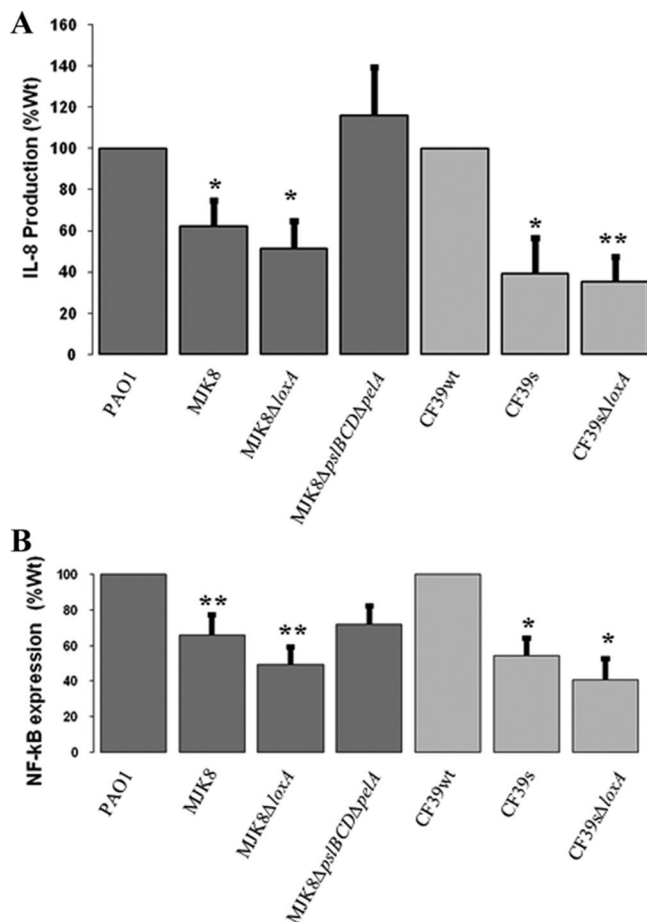 A
IL-8 Production (%Wt)
160
140
120
100
80
60
40
20
0
* * * **
PAO1 MJK8 MJK8ΔloxA MJK8ΔpslBCDΔpelA CF39wt CF39s CF39sΔloxA
B
NF-kB expression (%Wt)
100
80
60
40
20
0
** ** * *
PAO1 MJK8 MJK8ΔloxA MJK8ΔpslBCDΔpelA CF39wt CF39s CF39sΔloxA